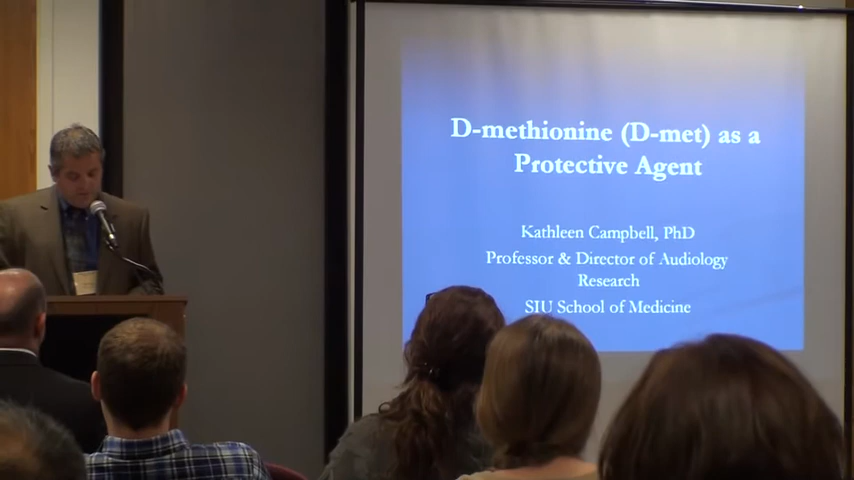 D-methionine (D-met) as a
Protective Agent
Kathleen Campbell, PhD
Professor & Director of Audiology
Research
SIU School of Medicine